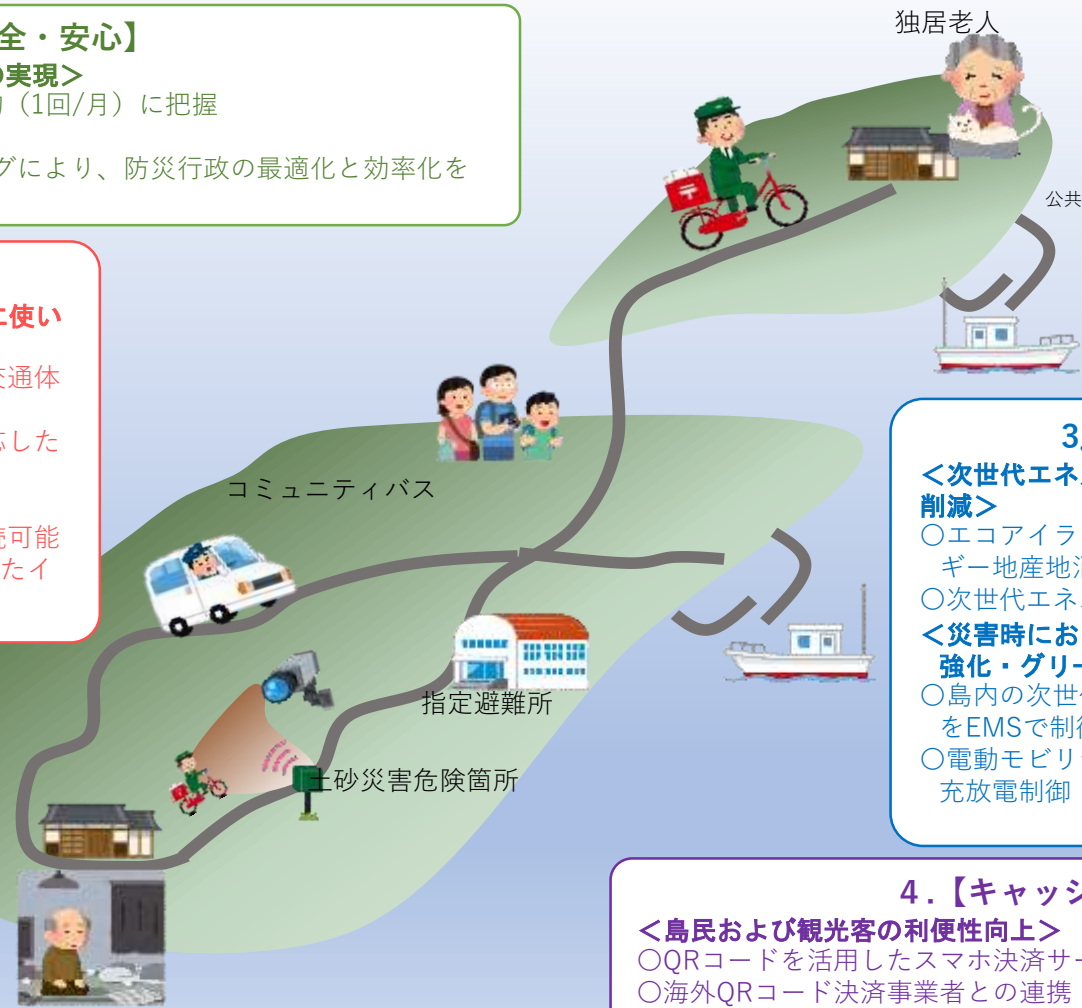 全・安心】
の実現＞
（1回/月）に把握
グにより、防災行政の最適化と効率化を
独居老人
公共
に使い
交通体
応した
続可能
たイ
コミュニティバス
指定避難所
土砂災害危険箇所
3
＜次世代エネ
削減＞
○エコアイラ
ギー地産地消
○次世代エネ
＜災害時にお
強化・グリー
○島内の次世代
をEMSで制御
○電動モビリ
充放電制御
4.【キャッシ
＜島民および観光客の利便性向上＞
○QRコードを活用したスマホ決済サー
○海外QRコード決済事業者との連携